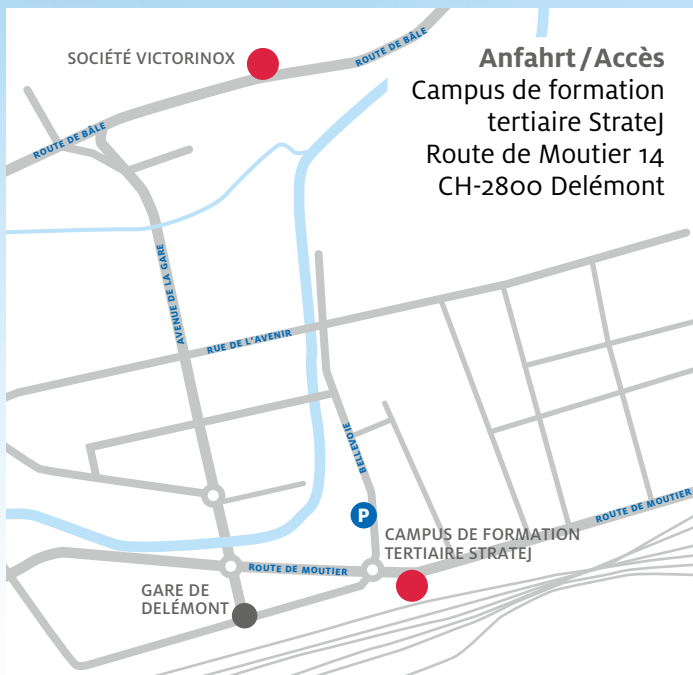 SOCIÉTÉ VICTORINOX
ROUTE DE BÂLE
Anfahrt/Accès
Campus de formation
tertiaire StrateJ
Route de Moutier 14
CH-2800 Delémont
ROUTE DE BÂLE
AVENUE DE LA GARE
RUE DE L'AVENIR
BELLEVOIE
P
ROUTE DE MOUTIER
CAMPUS DE FORMATION
TERTIAIRE STRATEJ
ROUTE DE MOUTIER
GARE DE
DELÉMONT